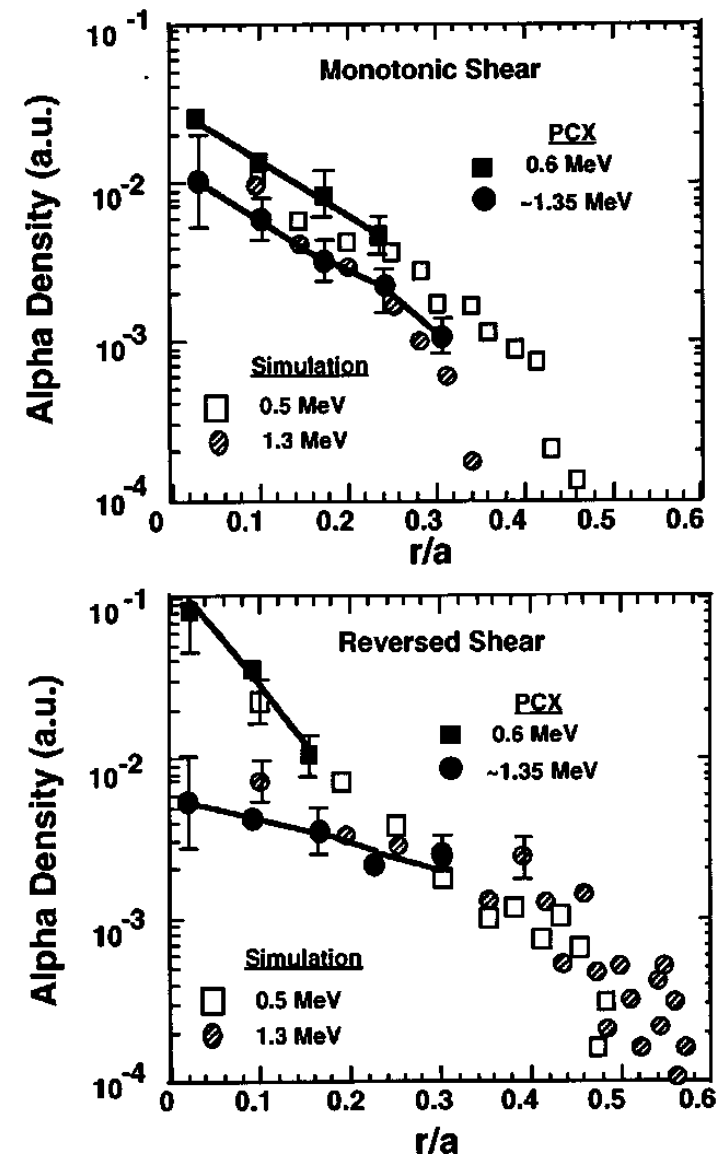 Alpha Density (a.u.)
10-1
10-2
10-3
10-4
Monotonic Shear
PCX
0.6 MeV
~1.35 MeV
Simulation
0.5 MeV
1.3 MeV
0 0.1 0.2 0.3 0.4 0.5 0.6
r/a
Alpha Density (a.u.)
10-1
10-2
10-3
10-4
Reversed Shear
PCX
0.6 MeV
~1.35 MeV
Simulation
0.5 MeV
1.3 MeV
0 0.1 0.2 0.3 0.4 0.5 0.6
r/a